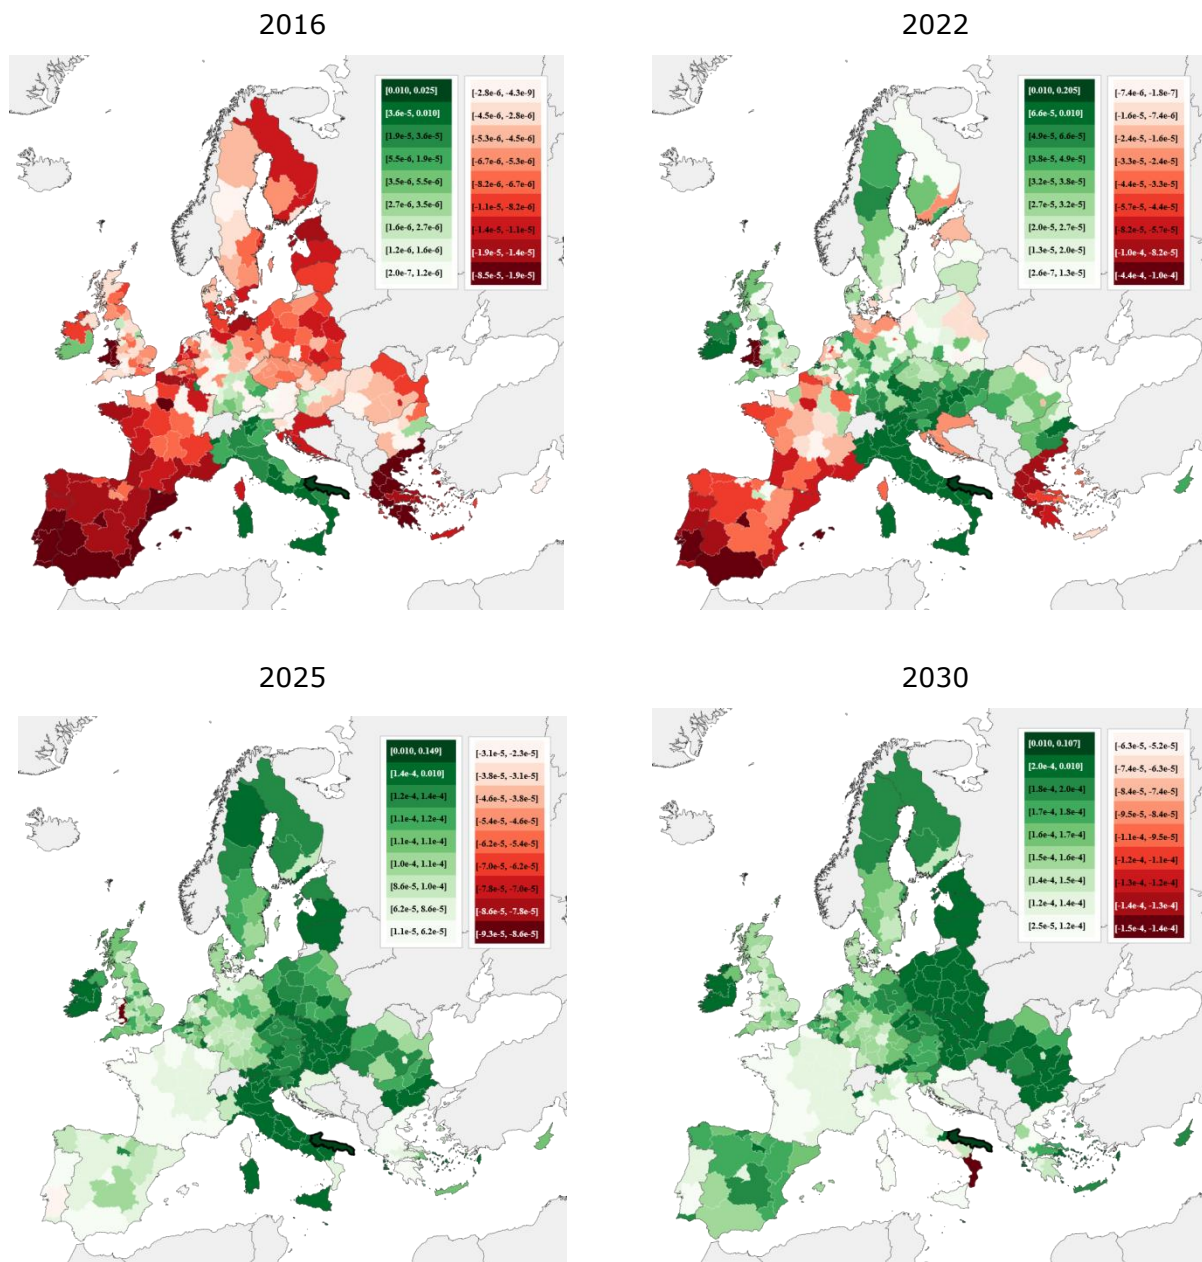 2016
2022
[0.010, 0.025]
[3.6e-5, 0.010]
[1.9e-5, 3.6e-5]
[5.5e-6, 1.9e-5]
[3.5e-6, 5.5e-6]
[2.7e-6, 3.5e-6]
[1.6e-6, 2.7e-6]
[1.2e-6, 1.6e-6]
[2.0e-7, 1.2e-6]
[-2.8e-6, -4.3e-9]
[-4.5e-6, -2.8e-6]
[-5.3e-6, -4.5e-6]
[-6.7e-6, -5.3e-6]
[-8.2e-6, -6.7e-6]
[-1.1e-5, -8.2e-6]
[-1.4e-5, -1.1e-5]
[-1.9e-5, -1.4e-5]
[-8.5e-5, -1.9e-5]
[0.010, 0.205]
[6.6e-5, 0.010]
[4.9e-5, 6.6e-5]
[3.8e-5, 4.9e-5]
[3.2e-5, 3.8e-5]
[2.7e-5, 3.2e-5]
[2.0e-5, 2.7e-5]
[1.3e-5, 2.0e-5]
[2.6e-7, 1.3e-5]
[-7.4e-6, -1.8e-7]
[-1.6e-5, -7.4e-6]
[-2.4e-5, -1.6e-5]
[-3.3e-5, -2.4e-5]
[-4.4e-5, -3.3e-5]
[-5.7e-5, -4.4e-5]
[-8.2e-5, -5.7e-5]
[-1.0e-4, -8.2e-5]
[-4.4e-4, -1.0e-4]
2025
2030
[0.010, 0.149]
[1.4e-4, 0.010]
[1.2e-4, 1.4e-4]
[1.1e-4, 1.2e-4]
[1.1e-4, 1.1e-4]
[1.0e-4, 1.1e-4]
[8.6e-5, 1.0e-4]
[6.2e-5, 8.6e-5]
[1.1e-5, 6.2e-5]
[-3.1e-5, -2.3e-5]
[-3.8e-5, -3.1e-5]
[-4.6e-5, -3.8e-5]
[-5.4e-5, -4.6e-5]
[-6.2e-5, -5.4e-5]
[-7.0e-5, -6.2e-5]
[-7.8e-5, -7.0e-5]
[-8.6e-5, -7.8e-5]
[-9.3e-5, -8.6e-5]
[0.010, 0.107]
[2.0e-4, 0.010]
[1.8e-4, 2.0e-4]
[1.7e-4, 1.8e-4]
[1.6e-4, 1.7e-4]
[1.5e-4, 1.6e-4]
[1.4e-4, 1.5e-4]
[1.2e-4, 1.4e-4]
[2.5e-5, 1.2e-4]
[-6.3e-5, -5.2e-5]
[-7.4e-5, -6.3e-5]
[-8.4e-5, -7.4e-5]
[-9.5e-5, -8.4e-5]
[-1.1e-4, -9.5e-5]
[-1.2e-4, -1.1e-4]
[-1.3e-4, -1.2e-4]
[-1.4e-4, -1.3e-4]
[-1.5e-4, -1.4e-4]